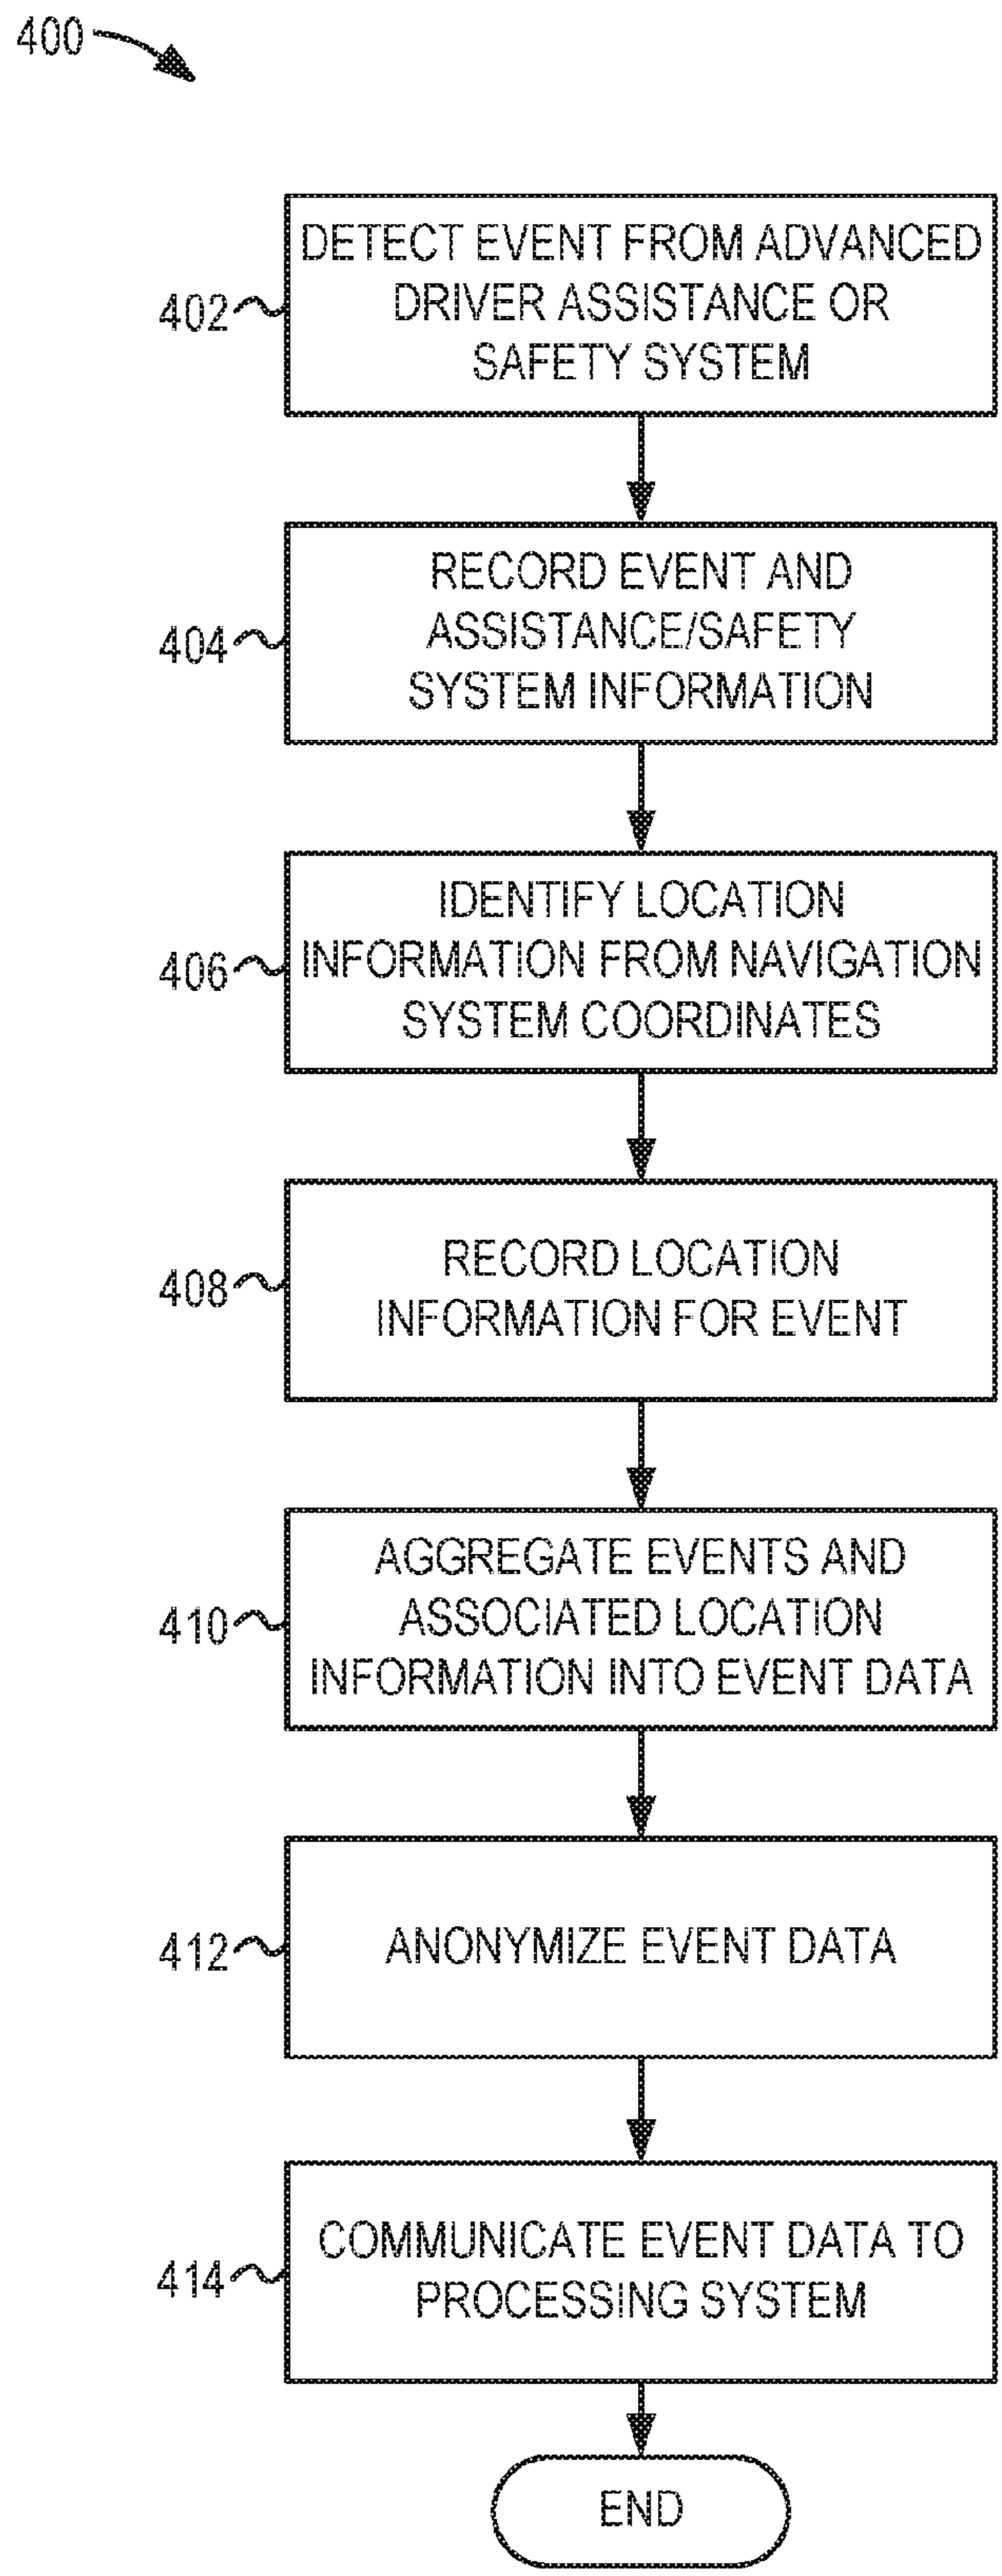 400
402
DETECT EVENT FROM ADVANCED
DRIVER ASSISTANCE OR
SAFETY SYSTEM
404
RECORD EVENT AND
ASSISTANCE/SAFETY
SYSTEM INFORMATION
406
IDENTIFY LOCATION
INFORMATION FROM NAVIGATION
SYSTEM COORDINATES
408
RECORD LOCATION
INFORMATION FOR EVENT
410
AGGREGATE EVENTS AND
ASSOCIATED LOCATION
INFORMATION INTO EVENT DATA
412
ANONYMIZE EVENT DATA
414
COMMUNICATE EVENT DATA TO
PROCESSING SYSTEM
END